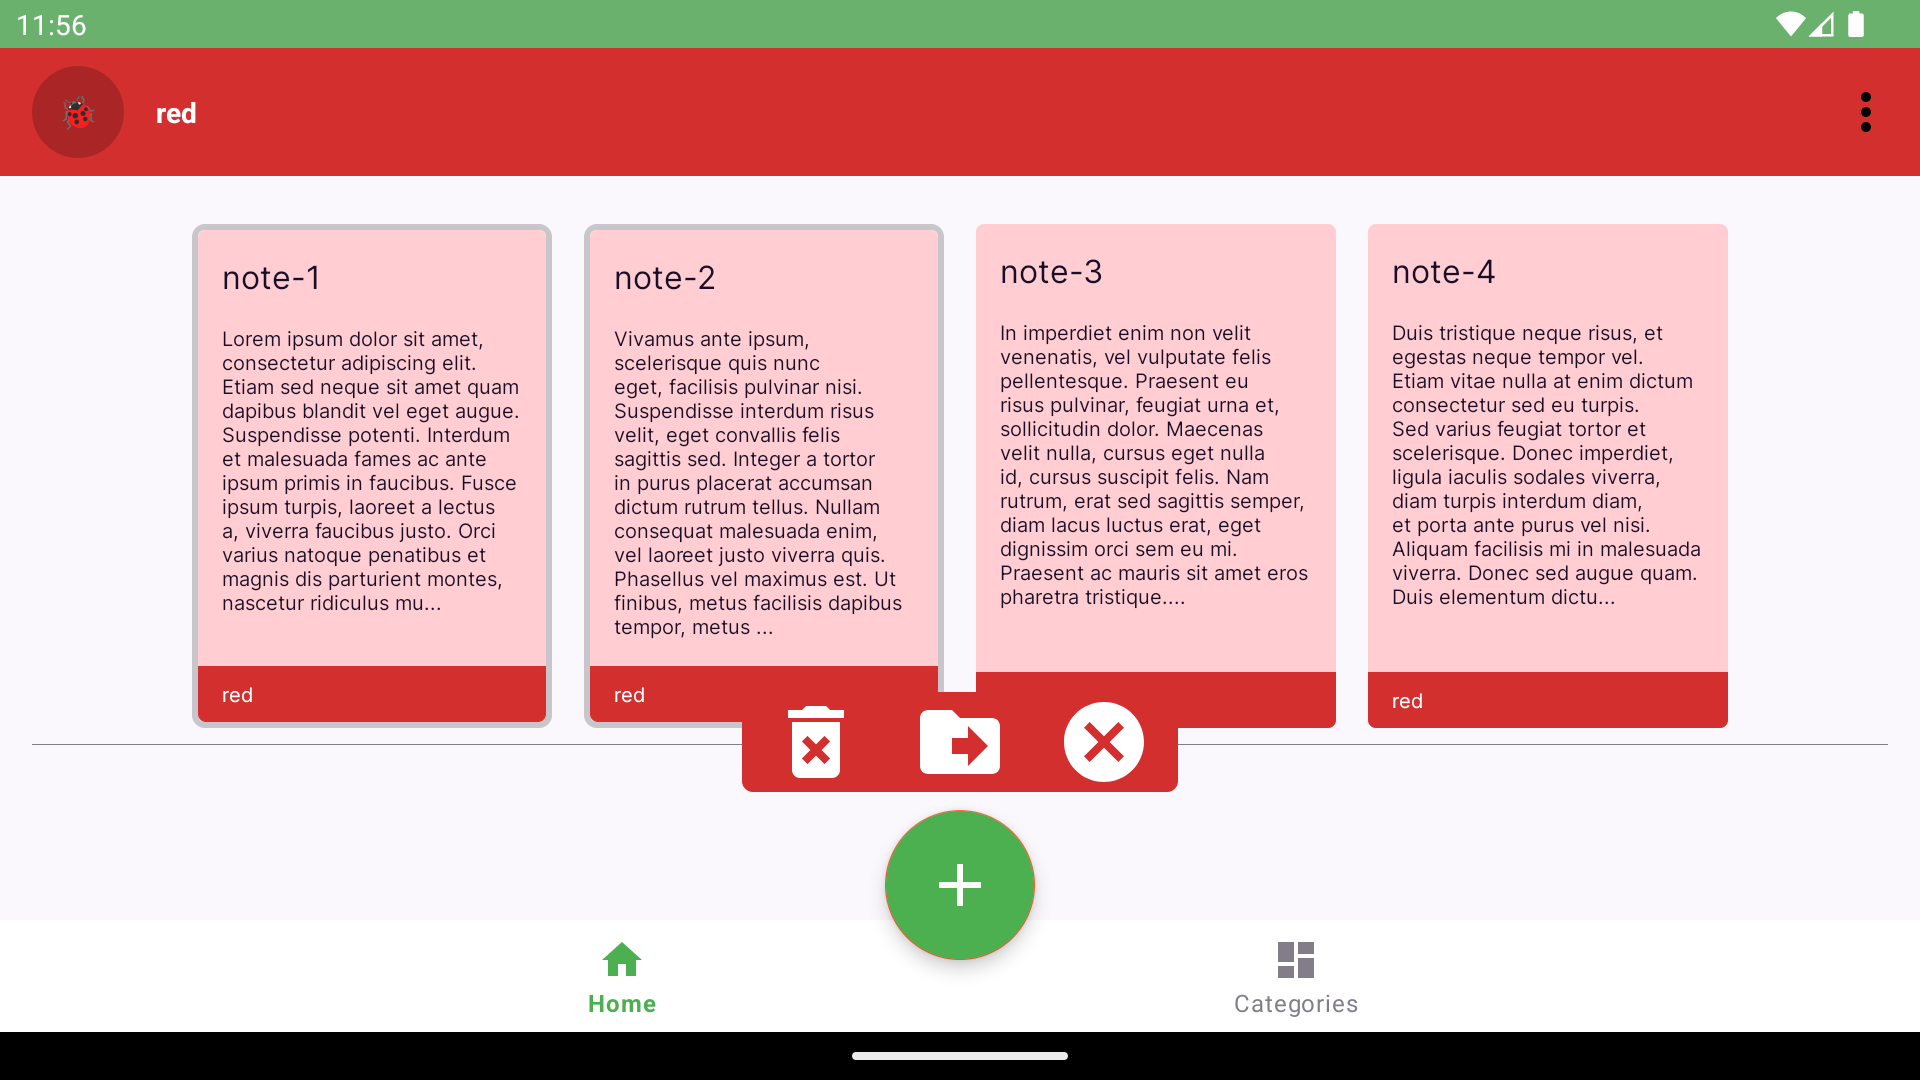 11:56
red
note-1
Lorem ipsum dolor sit amet,
consectetur adipiscing elit.
Etiam sed neque sit amet quam
dapibus blandit vel eget augue.
Suspendisse potenti. Interdum
et malesuada fames ac ante
ipsum primis in faucibus. Fusce
ipsum turpis, laoreet a lectus
a, viverra faucibus justo. Orci
varius natoque penatibus et
magnis dis parturient montes,
nascetur ridiculus mu...
red
note-2
Vivamus ante ipsum,
scelerisque quis nunc
eget, facilisis pulvinar nisi.
Suspendisse interdum risus
velit, eget convallis felis
sagittis sed. Integer a tortor
in purus placerat accumsan
dictum rutrum tellus. Nullam
consequat malesuada enim,
vel laoreet justo viverra quis.
Phasellus vel maximus est. Ut
finibus, metus facilisis dapibus
tempor, metus ...
red
note-3
In imperdiet enim non velit
venenatis, vel vulputate felis
pellentesque. Praesent eu
risus pulvinar, feugiat urna et,
sollicitudin dolor. Maecenas
velit nulla, cursus eget nulla
id, cursus suscipit felis. Nam
rutrum, erat sed sagittis semper,
diam lacus luctus erat, eget
dignissim orci sem eu mi.
Praesent ac mauris sit amet eros
pharetra tristique....
note-4
Duis tristique neque risus, et
egestas neque tempor vel.
Etiam vitae nulla at enim dictum
consectetur sed eu turpis.
Sed varius feugiat tortor et
scelerisque. Donec imperdiet,
ligula iaculis sodales viverra,
diam turpis interdum diam,
et porta ante purus vel nisi.
Aliquam facilisis mi in malesuada
viverra. Donec sed augue quam.
Duis elementum dictu...
red
Home
Categories